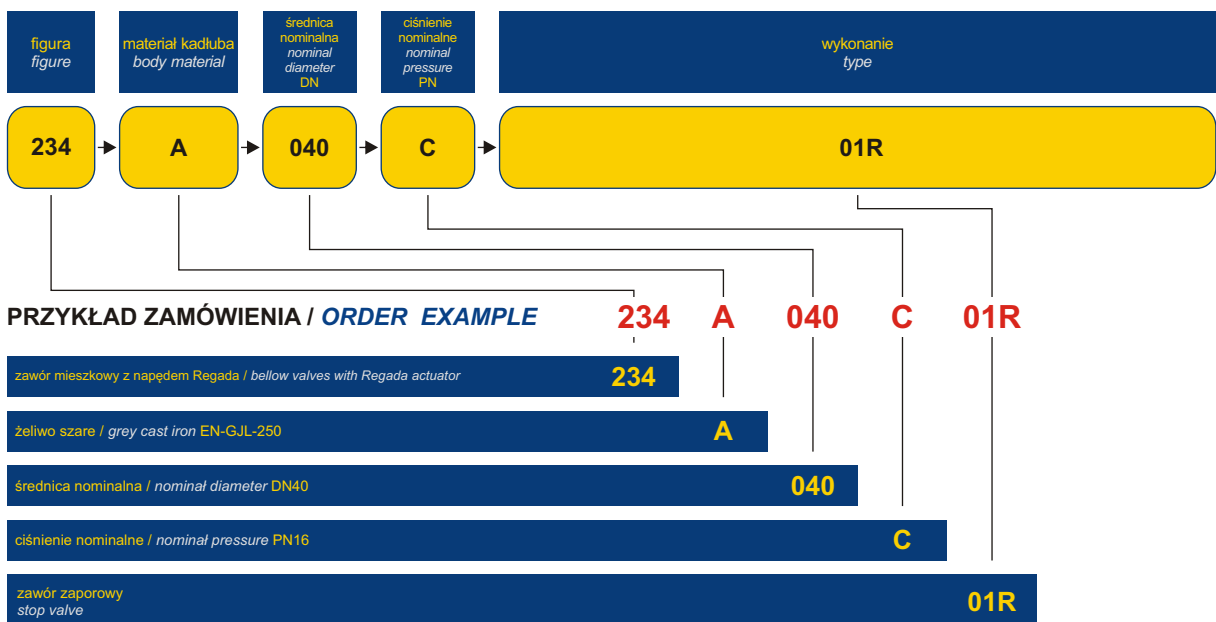 figura
figure
materiał kadłuba
body material
średnica
nominalna
nominal
diameter
DN
ciśnienie
nominalne
nominal
pressure
PN
wykonanie
type
234
A
040
C
01R
PRZYKŁAD ZAMÓWIENIA / ORDER EXAMPLE 234 A 040 C 01R
zawór mieszkowy z napędem Regada / bellow valves with Regada actuator 234
żeliwo szare / grey cast iron EN-GJL-250 A
średnica nominalna / nominał diameter DN40 040
ciśnienie nominalne / nominał pressure PN16 C
zawór zaporowy
stop valve
01R